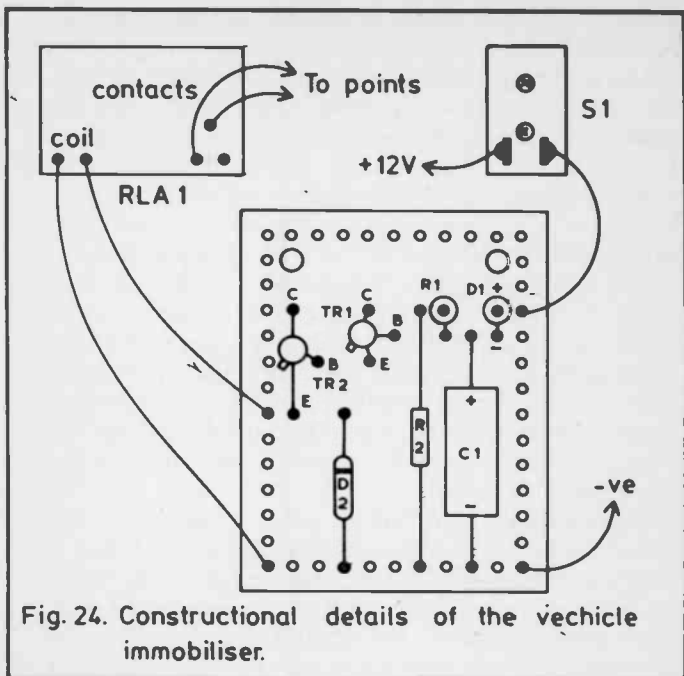 contacts
To points
coil
RLA 1
S1
+12V
C
TR1
C
R1
D1
+
B
B
E
TR2
E
-
+
R
2
C1
D
2
-
-ve
Fig. 24. Constructional details of the vechicle
immobiliser.